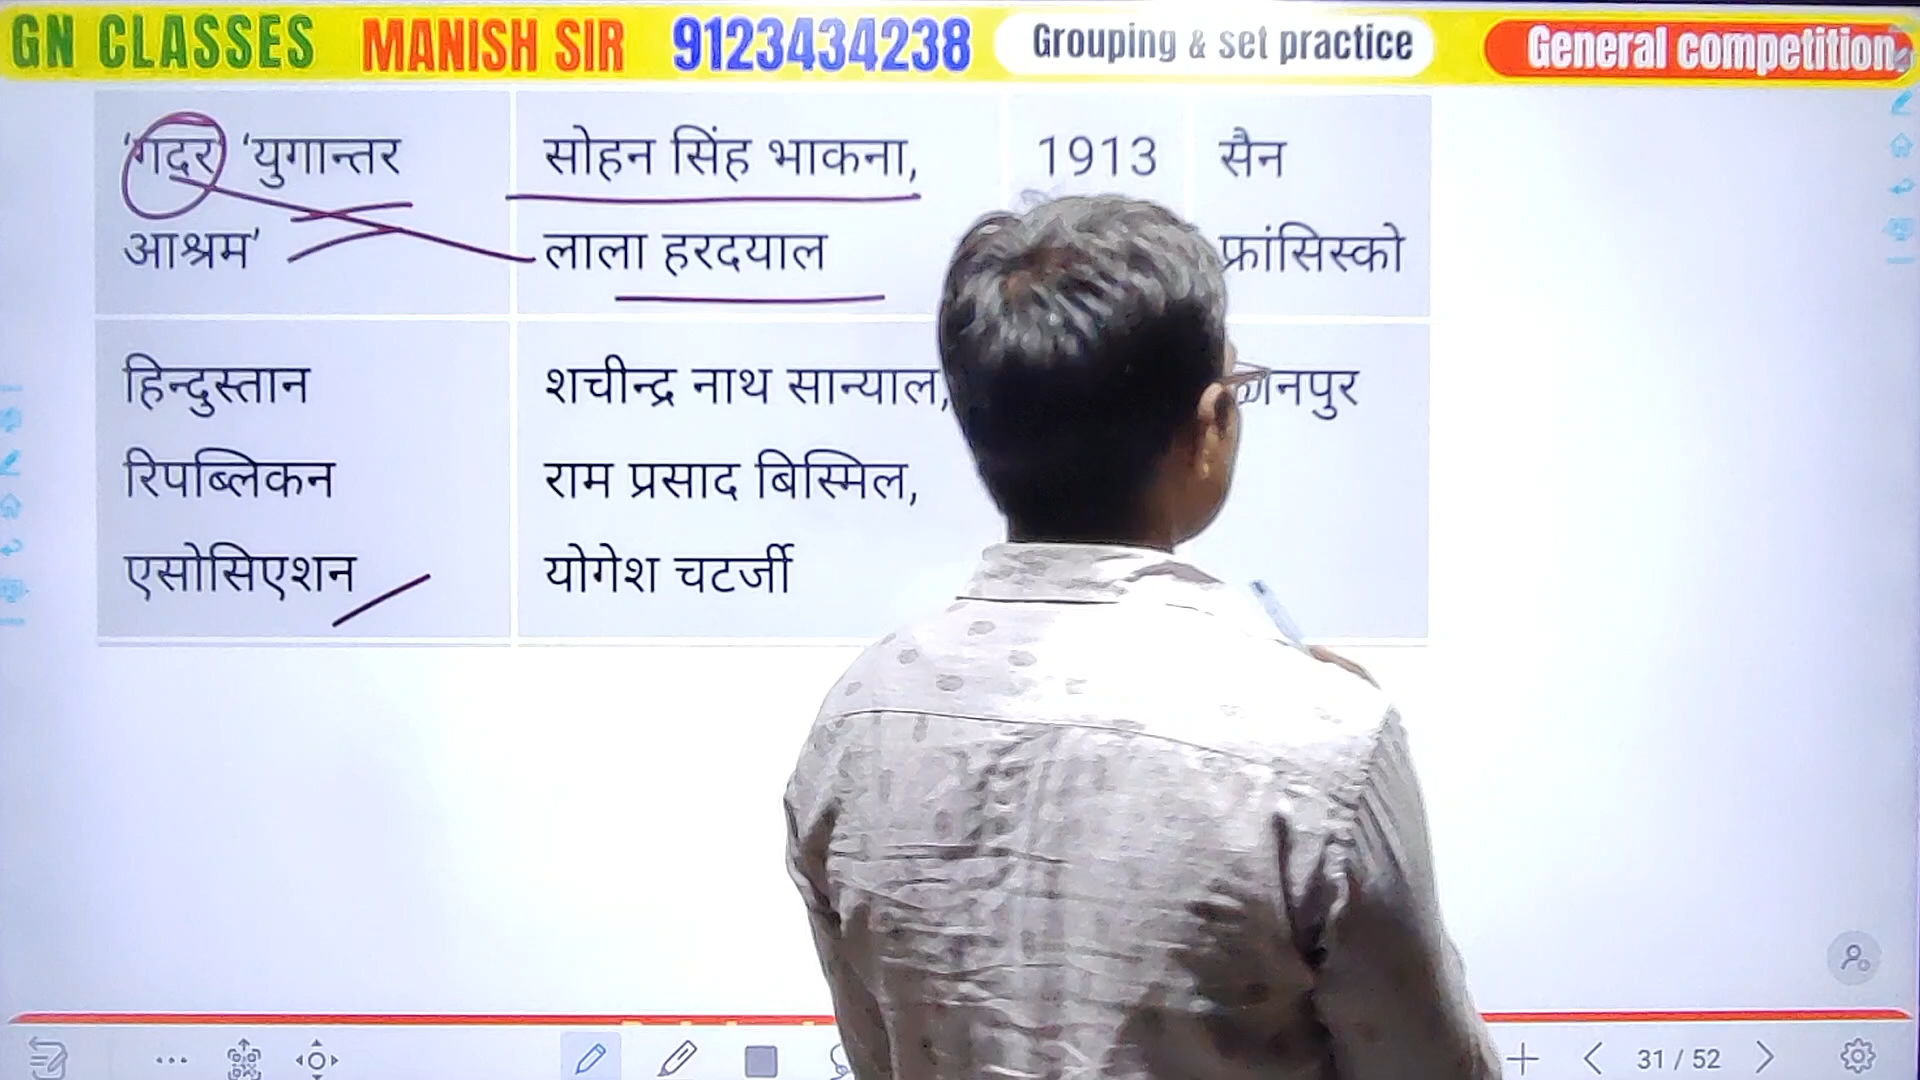 GN CLASSES MANISH SIR 9123434238 Grouping & set practice General competition
'गदर 'युगान्तर सोहन सिंह भाकना, 1913 सैन
आश्रम' लाला हरदयाल फ्रांसिस्को
हिन्दुस्तान शचीन्द्र नाथ सान्याल,
रिपब्लिकन राम प्रसाद बिस्मिल,
एसोसिएशन योगेश चटर्जी
31 / 52